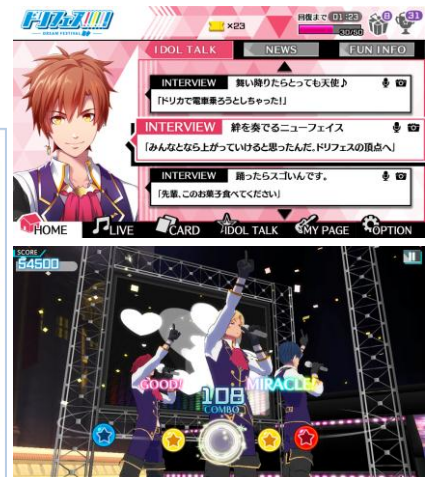 ドリフェス!!!!!
DREAM FESTIVAL
×23
回復まで 01:23
30/50
8
31
IDOL TALK
NEWS
FUN INFO
INTERVIEW 舞い降りたらとっても天使♪
「ドリカで電車乗ろうとしちゃった!」
INTERVIEW 絆を奏でるニューフェイス
「みんなとなら上がっていけると思ったんだ。ドリフェスの頂点へ」
INTERVIEW 踊ったらスゴいんです。
「先輩、このお菓子食べてください」
HOME
LIVE
CARD
IDOL TALK
MY PAGE
OPTION
SCORE
54500
GOOD!
MIRACLE!
108
COMBO